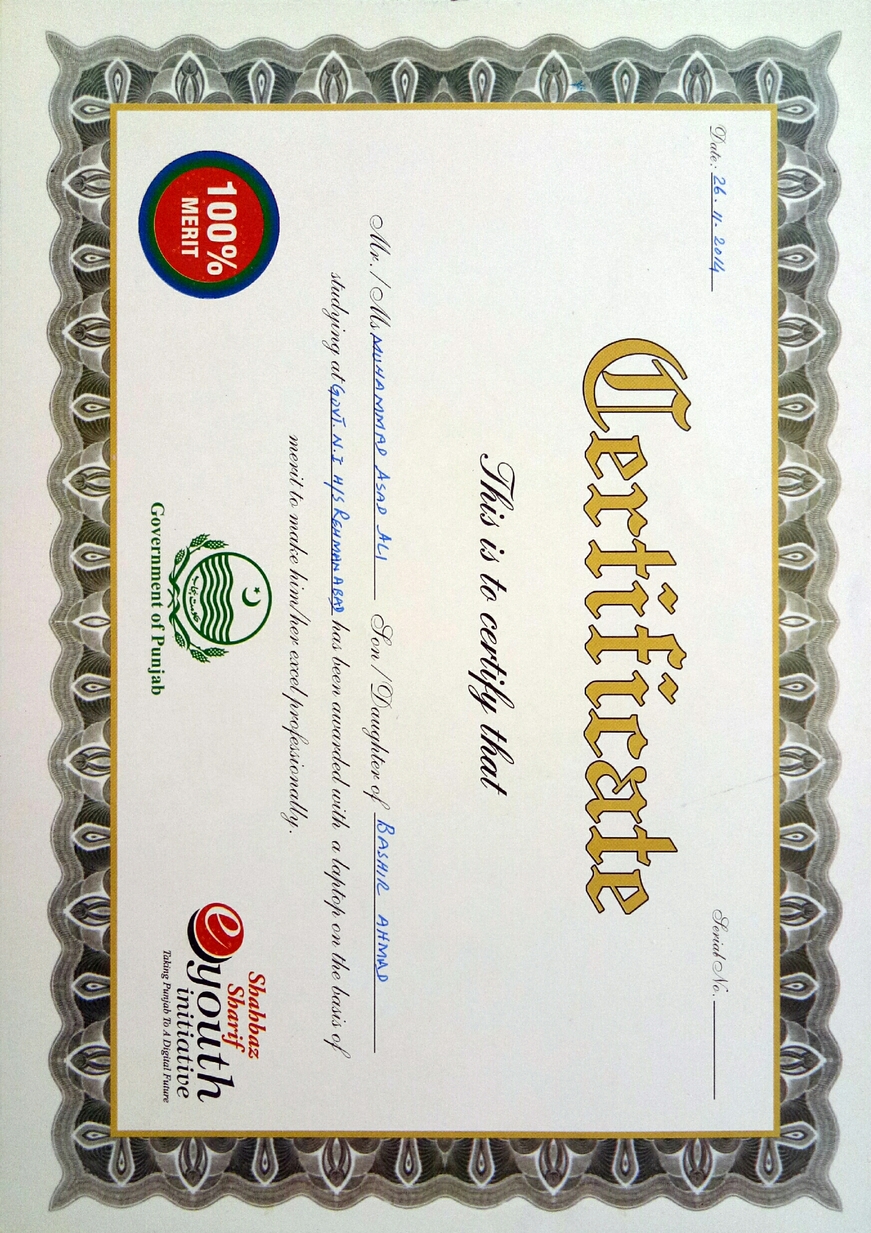 Date: 26.11.2014
Serial No.
Certificate
This is to certify that
Mr. / Ms MUHAMMAD ASAD ALI Son / Daughter of BASHIR AHMAD
studying at GOVT. N.I H/S REHMAN ABAD has been awarded with a laptop on the basis of
merit to make him/her excel professionally.
100%
MERIT
Government of Punjab
Shahbaz
Sharif
e youth
initiative
Taking Punjab To A Digital Future